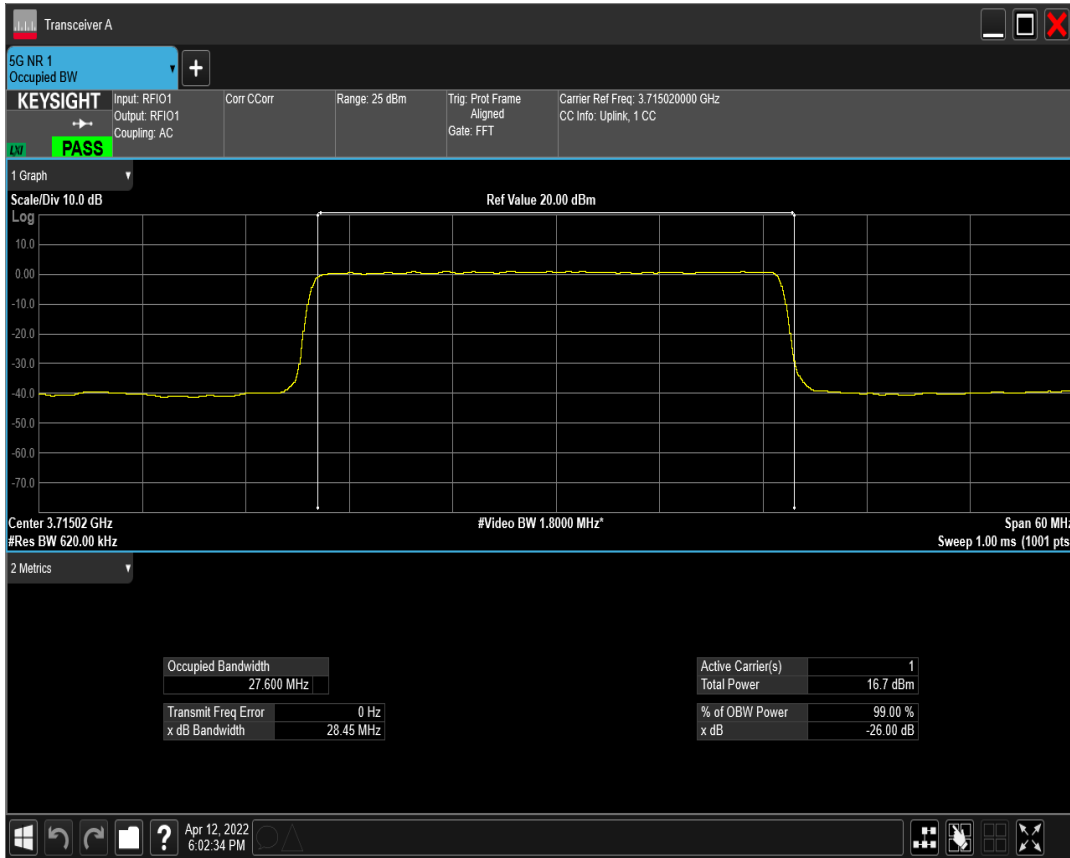 Transceiver A
5G NR 1
Occupied BW
+
KEYSIGHT
Input: RFIO1
Output: RFIO1
Coupling: AC
Corr CCorr
Range: 25 dBm
Trig: Prot Frame
Aligned
Gate: FFT
Carrier Ref Freq: 3.715020000 GHz
CC Info: Uplink, 1 CC
LXI
PASS
1 Graph
Scale/Div 10.0 dB
Ref Value 20.00 dBm
Log
10.0
0.00
-10.0
-20.0
-30.0
-40.0
-50.0
-60.0
-70.0
Center 3.71502 GHz
#Video BW 1.8000 MHz*
Span 60 MHz
#Res BW 620.00 kHz
Sweep 1.00 ms (1001 pts
2 Metrics
Occupied Bandwidth
27.600 MHz
Transmit Freq Error 0 Hz
x dB Bandwidth 28.45 MHz
Active Carrier(s) 1
Total Power 16.7 dBm
% of OBW Power 99.00 %
x dB -26.00 dB
?
Apr 12, 2022
6:02:34 PM